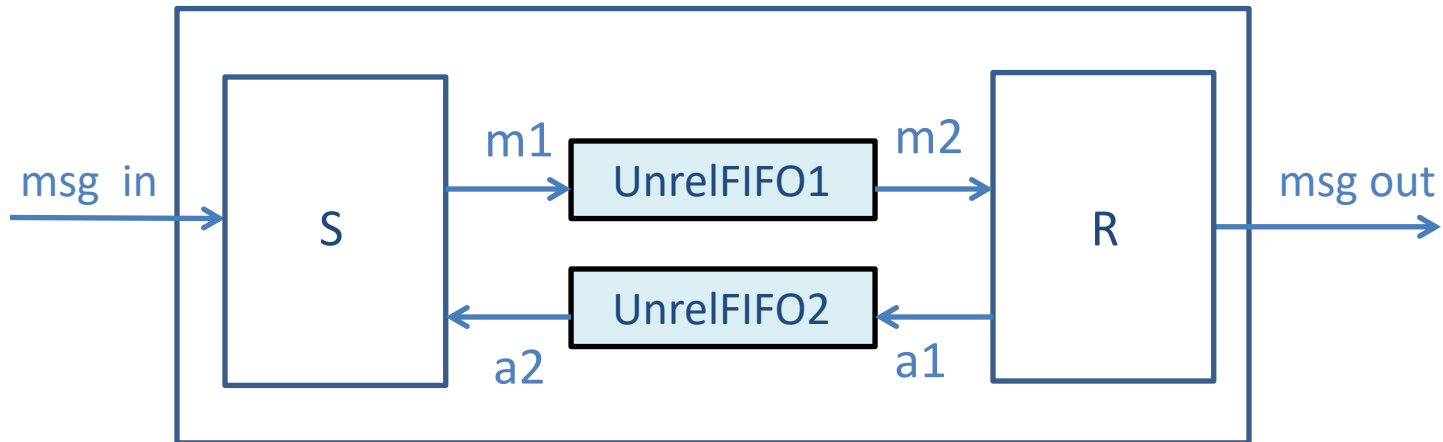 msg in
S
m1
UnrelFIFO1
m2
R
msg out
a2
UnrelFIFO2
a1